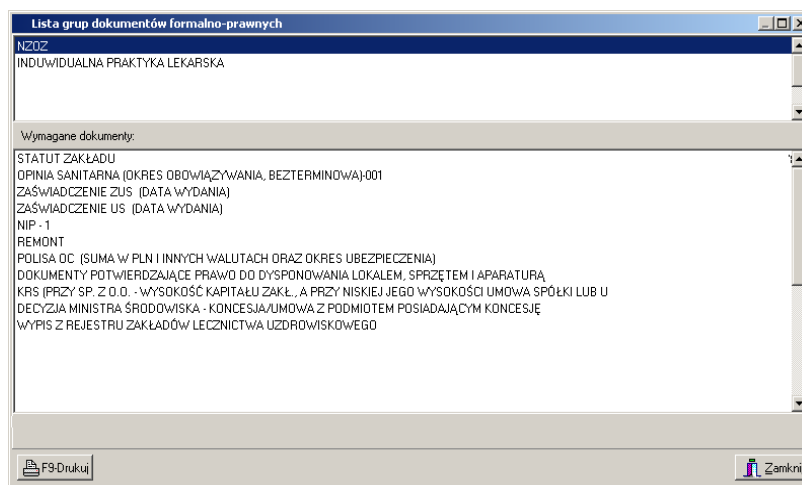 Lista grup dokumentów formalno-prawnych
NZOZ
INDUWIDUALNA PRAKTYKA LEKARSKA
Wymagane dokumenty:
STATUT ZAKŁADU
OPINIA SANITARNA (OKRES OBOWIĄZYWANIA, BEZTERMINOWA)-001
ZAŚWIADCZENIE ZUS (DATA WYDANIA)
ZAŚWIADCZENIE US (DATA WYDANIA)
NIP - 1
REMONT
POLISA OC (SUMA W PLN I INNYCH WALUTACH ORAZ OKRES UBEZPIECZENIA)
DOKUMENTY POTWIERDZAJĄCE PRAWO DO DYSPONOWANIA LOKALEM, SPRZĘTEM I APARATURĄ
KRS (PRZY SP. Z O.O. - WYSOKOŚĆ KAPITAŁU ZAKŁ., A PRZY NISKIEJ JEGO WYSOKOŚCI UMOWA SPÓŁKI LUB U
DECYZJA MINISTRA ŚRODOWISKA - KONCESJA/UMOWA Z PODMIOTEM POSIADAJĄCYM KONCESJĘ
WYPIS Z REJESTRU ZAKŁADÓW LECZNICTWA UZDROWISKOWEGO
F9-Drukuj
Zamknij